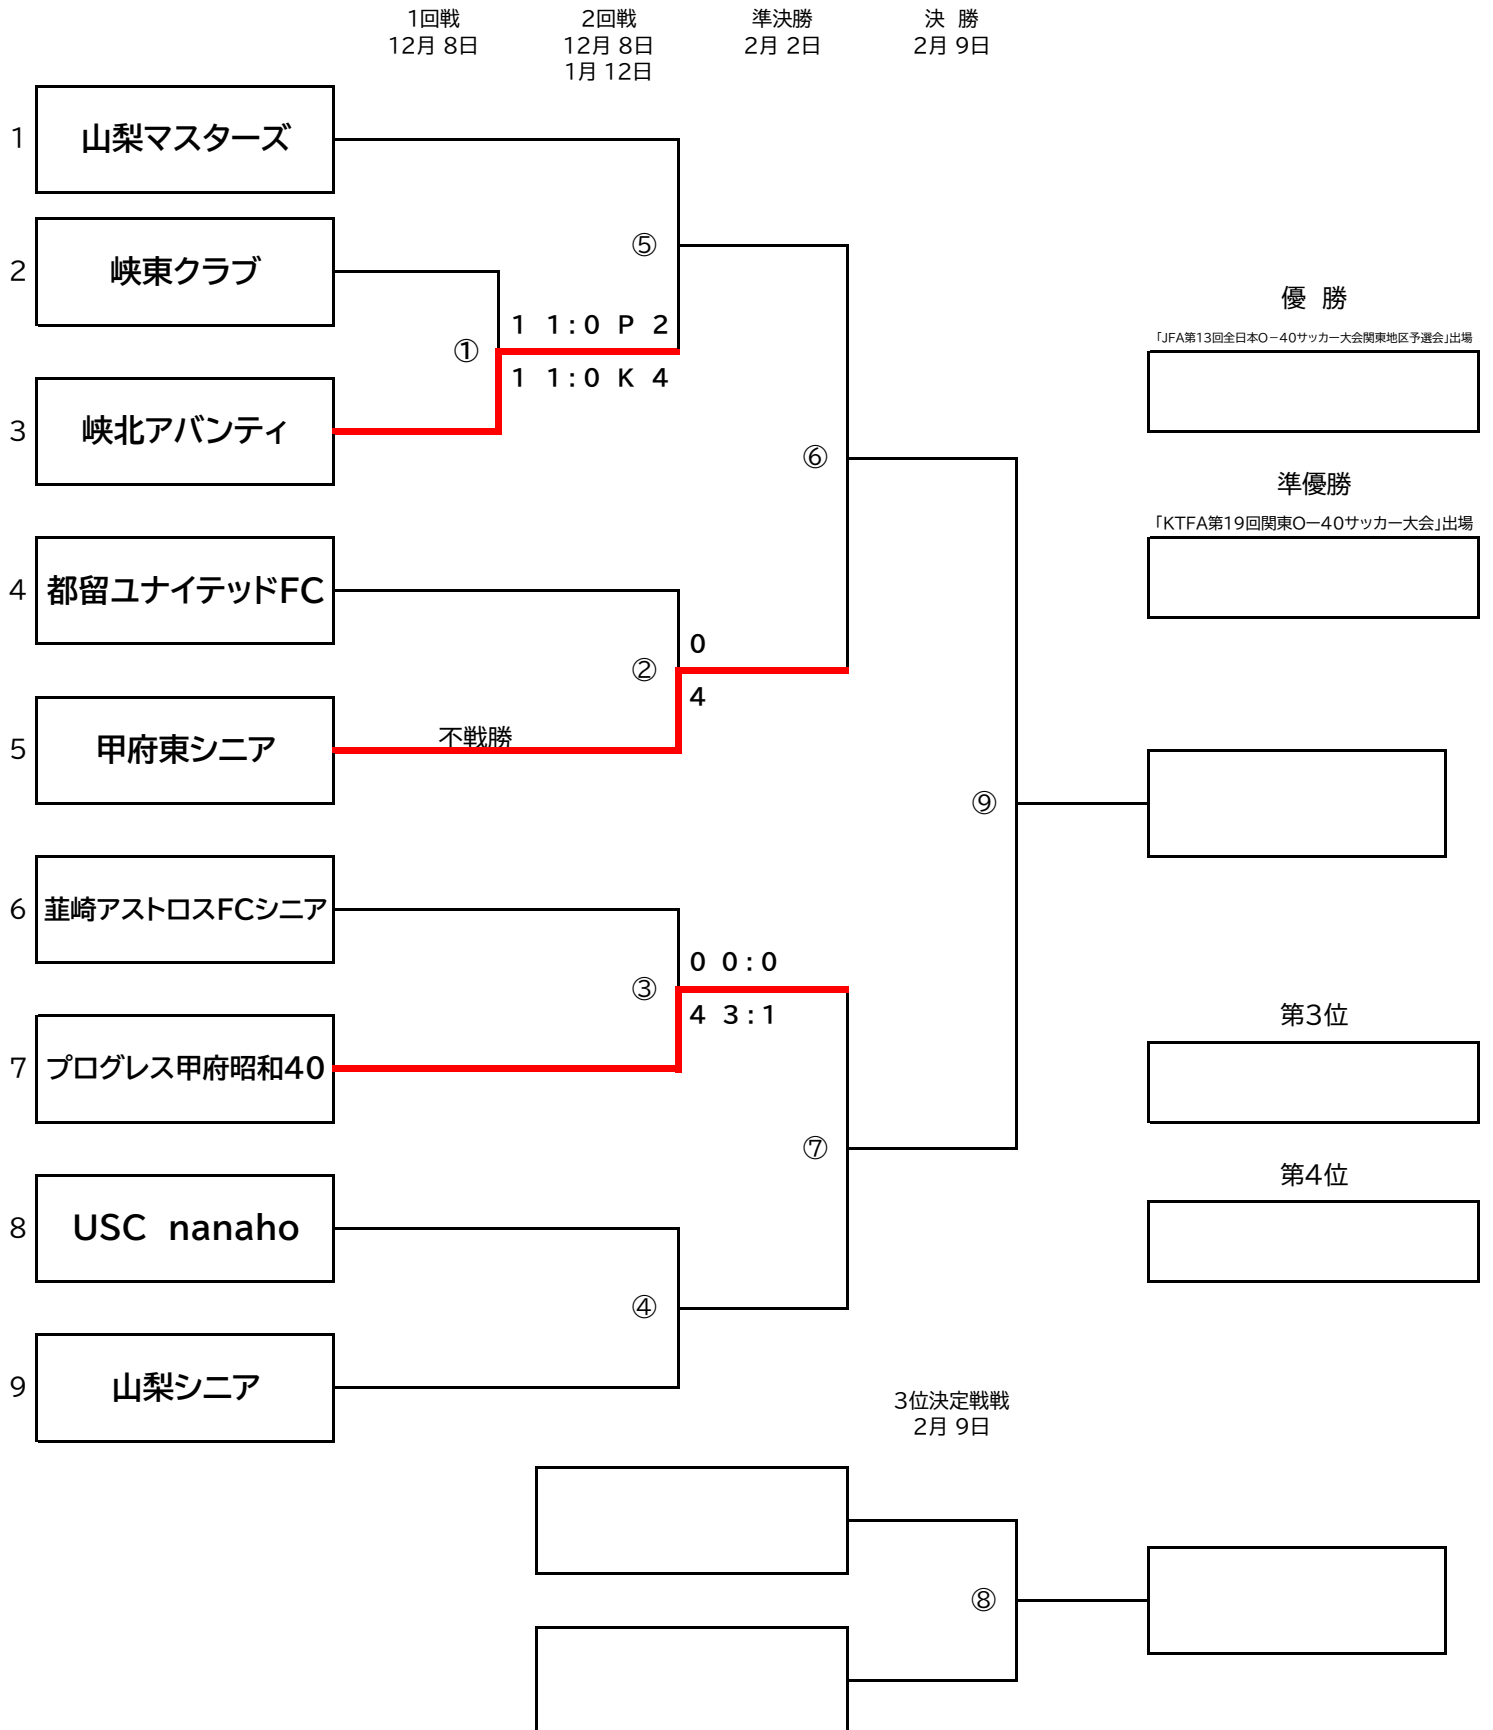 1回戦
12月 8日
2回戦
12月 8日
1月 12日
準決勝
2月 2日
決 勝
2月 9日
1 山梨マスターズ
⑤
2 峡東クラブ
優 勝
1 1:0 P 2
「JFA第13回全日本O－40サッカー大会関東地区予選会」出場
①
1 1:0 K 4
3 峡北アバンティ
⑥
準優勝
「KTFA第19回関東O－40サッカー大会」出場
4 都留ユナイテッドFC
0
②
4
不戦勝
5 甲府東シニア
⑨
6 韮崎アストロスFCシニア
0 0:0
③
4 3:1
第3位
7 プログレス甲府昭和40
⑦
第4位
8 USC nanaho
④
9 山梨シニア
3位決定戦戦
2月 9日
⑧